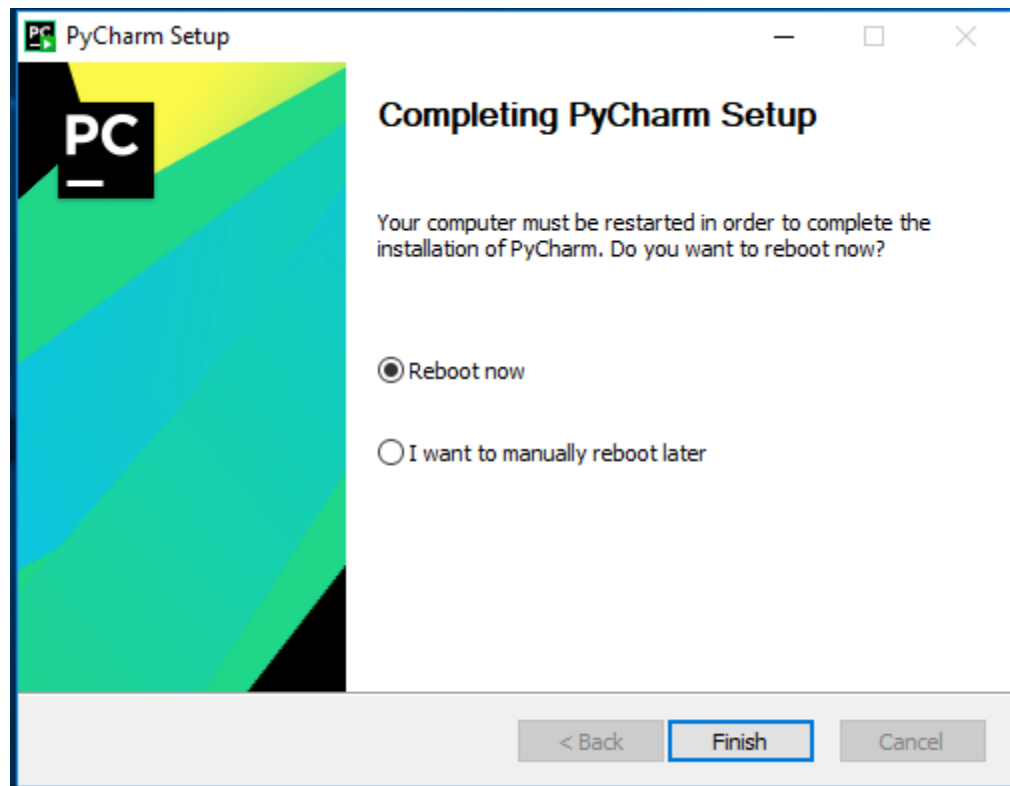 PC PyCharm Setup
PC
Completing PyCharm Setup
Your computer must be restarted in order to complete the
installation of PyCharm. Do you want to reboot now?
Reboot now
I want to manually reboot later
< Back Finish Cancel